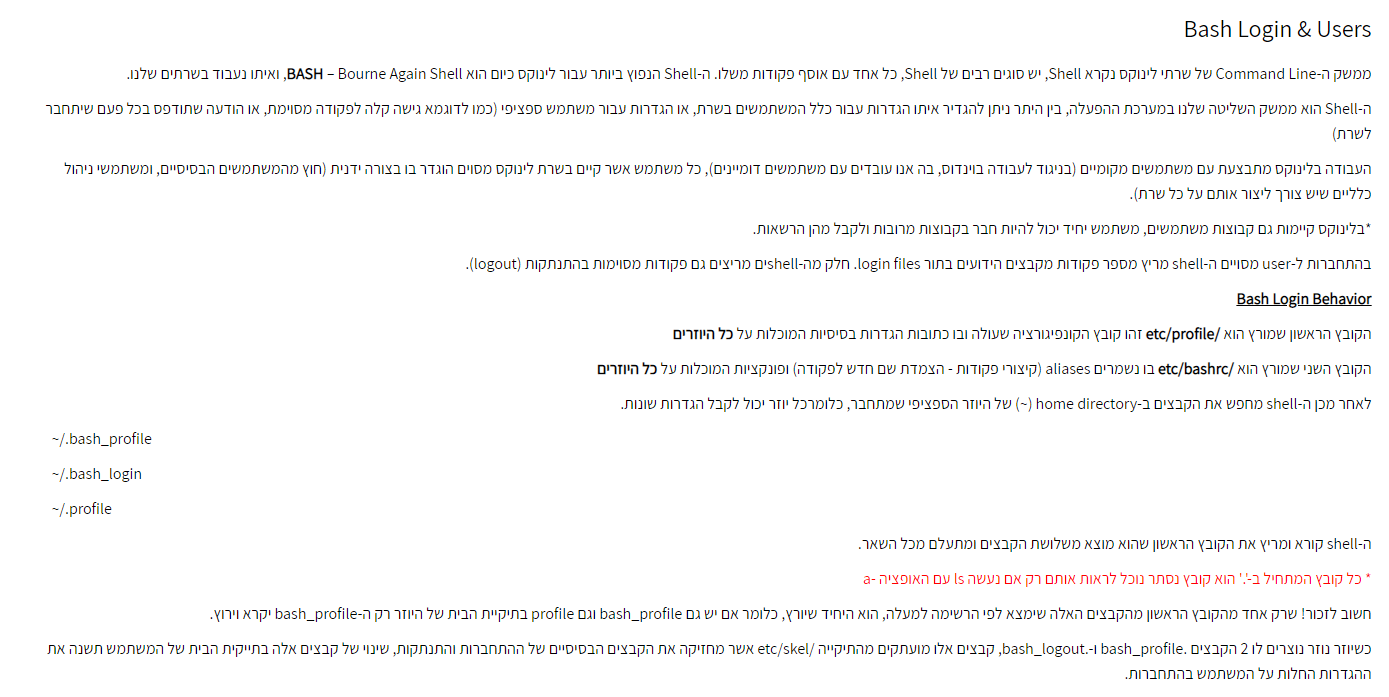 Bash Login & Users
ממשק ה-Command Line של שרתי לינוקס נקרא Shell, יש סוגים רבים של Shell, כל אחד עם אוסף פקודות משלו. ה-Shell הנפוץ ביותר עבור לינוקס כיום הוא BASH – Bourne Again Shell, ואיתו נעבוד בשרתים שלנו.
ה-Shell הוא ממשק השליטה שלנו במערכת ההפעלה, בין היתר ניתן להגדיר איתו הגדרות עבור כלל המשתמשים בשרת, או הגדרות עבור משתמש ספציפי (כמו לדוגמא גישה קלה לפקודה מסוימת, או הודעה שתודפס בכל פעם שיתחבר
לשרת)
העבודה בלינוקס מתבצעת עם משתמשים מקומיים (בניגוד לעבודה בוינדוס, בה אנו עובדים עם משתמשים דומיינים), כל משתמש אשר קיים בשרת לינוקס מסוים הוגדר בו בצורה ידנית (חוץ מהמשתמשים הבסיסיים, ומשתמשי ניהול
כלליים שיש צורך ליצור אותם על כל שרת).
*בלינוקס קיימות גם קבוצות משתמשים, משתמש יחיד יכול להיות חבר בקבוצות מרובות ולקבל מהן הרשאות.
בהתחברות ל-user מסויים ה-shell מריץ מספר פקודות מקבצים הידועים בתור login files. חלק מה-shellים מריצים גם פקודות מסוימות בהתנתקות (logout).
Bash Login Behavior
הקובץ הראשון שמורץ הוא /etc/profile זהו קובץ הקונפיגורציה שעולה ובו כתובות הגדרות בסיסיות המוכלות על כל היוזרים
הקובץ השני שמורץ הוא /etc/bashrc בו נשמרים aliases (קיצורי פקודות - הצמדת שם חדש לפקודה) ופונקציות המוכלות על כל היוזרים
לאחר מכן ה-shell מחפש את הקבצים ב-home directory (~) של היוזר הספציפי שמתחבר, כלומרכל יוזר יכול לקבל הגדרות שונות.
~/.bash_profile
~/.bash_login
~/.profile
ה-shell קורא ומריץ את הקובץ הראשון שהוא מוצא משלושת הקבצים ומתעלם מכל השאר.
* כל קובץ המתחיל ב-'.' הוא קובץ נסתר נוכל לראות אותם רק אם נעשה ls עם האופציה -a
חשוב לזכור! שרק אחד מהקובץ הראשון מהקבצים האלה שימצא לפי הרשימה למעלה, הוא היחיד שיורץ, כלומר אם יש גם bash_profile וגם profile בתיקיית הבית של היוזר רק ה-bash_profile יקרא וירוץ.
כשיוזר נוזר נוצרים לו 2 הקבצים .bash_profile ו-.bash_logout, קבצים אלו מועתקים מהתיקייה /etc/skel אשר מחזיקה את הקבצים הבסיסיים של ההתחברות והתנתקות, שינוי של קבצים אלה בתייקית הבית של המשתמש תשנה את
ההגדרות החלות על המשתמש בהתחברות.